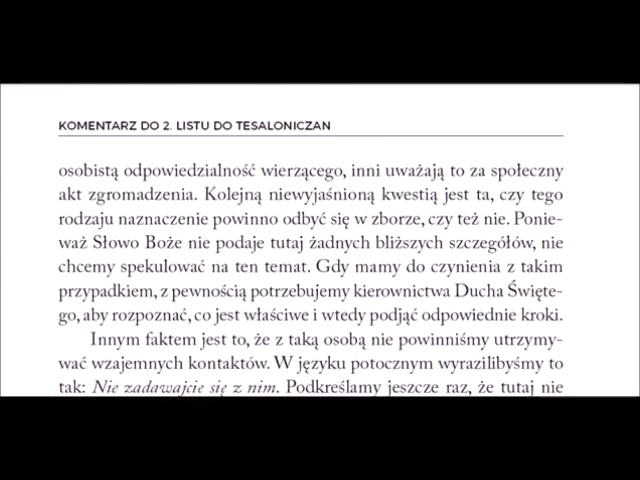 KOMENTARZ DO 2. LISTU DO TESALONICZAN
osobistą odpowiedzialność wierzącego, inni uważają to za społeczny
akt zgromadzenia. Kolejną niewyjaśnioną kwestią jest ta, czy tego
rodzaju naznaczenie powinno odbyć się w zborze, czy też nie. Ponie-
waż Słowo Boże nie podaje tutaj żadnych bliższych szczegółów, nie
chcemy spekulować na ten temat. Gdy mamy do czynienia z takim
przypadkiem, z pewnością potrzebujemy kierownictwa Ducha Święte-
go, aby rozpoznać, co jest właściwe i wtedy podjąć odpowiednie kroki.
Innym faktem jest to, że z taką osobą nie powinniśmy utrzymy-
wać wzajemnych kontaktów. W języku potocznym wyrazilibyśmy to
tak: Nie zadawajcie się z nim. Podkreślamy jeszcze raz, że tutaj nie